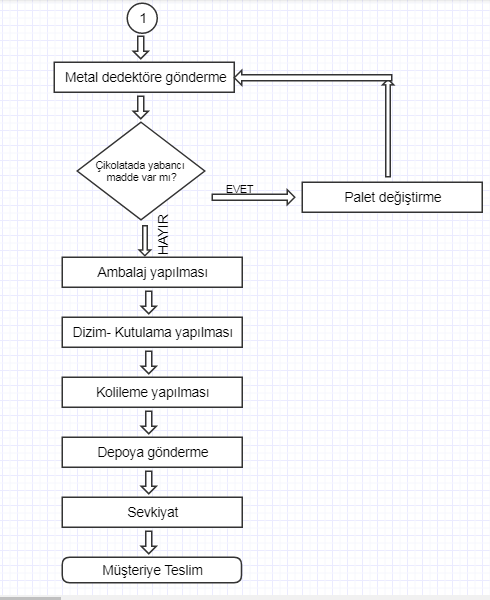 1
Metal dedektöre gönderme
Çikolatada yabancı
madde var mı?
EVET
Palet değiştirme
HAYIR
Ambalaj yapılması
Dizim- Kutulama yapılması
Kolileme yapılması
Depoya gönderme
Sevkiyat
Müşteriye Teslim